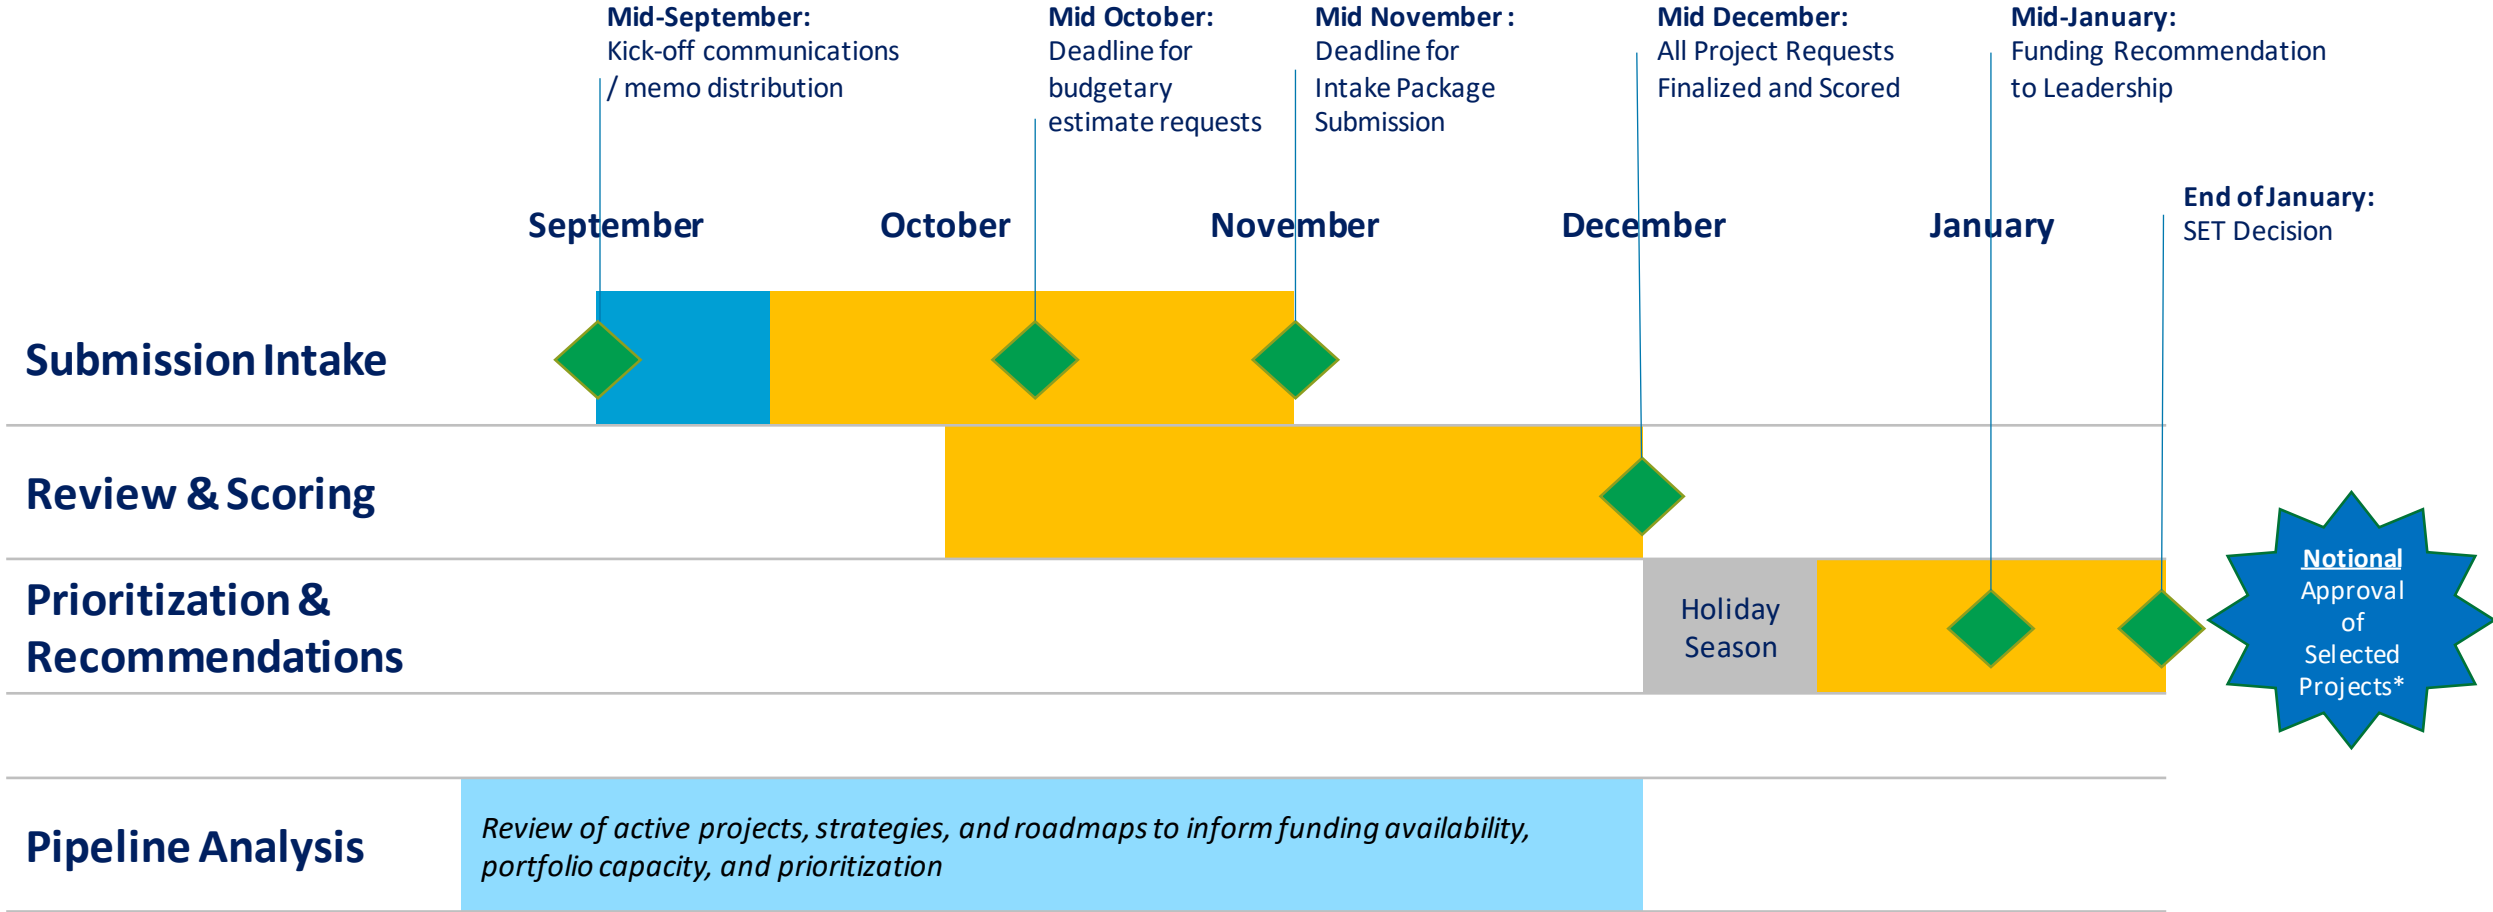 Mid-September:
Kick-off communications
/ memo distribution
Mid October:
Deadline for
budgetary
estimate requests
Mid November :
Deadline for
Intake Package
Submission
Mid December:
All Project Requests
Finalized and Scored
Mid-January:
Funding Recommendation
to Leadership
End of January:
SET Decision
September
October
November
December
January
Submission Intake
Review & Scoring
Prioritization &
Recommendations
Holiday
Season
Notional
Approval
of
Selected
Projects*
Pipeline Analysis
Review of active projects, strategies, and roadmaps to inform funding availability,
portfolio capacity, and prioritization